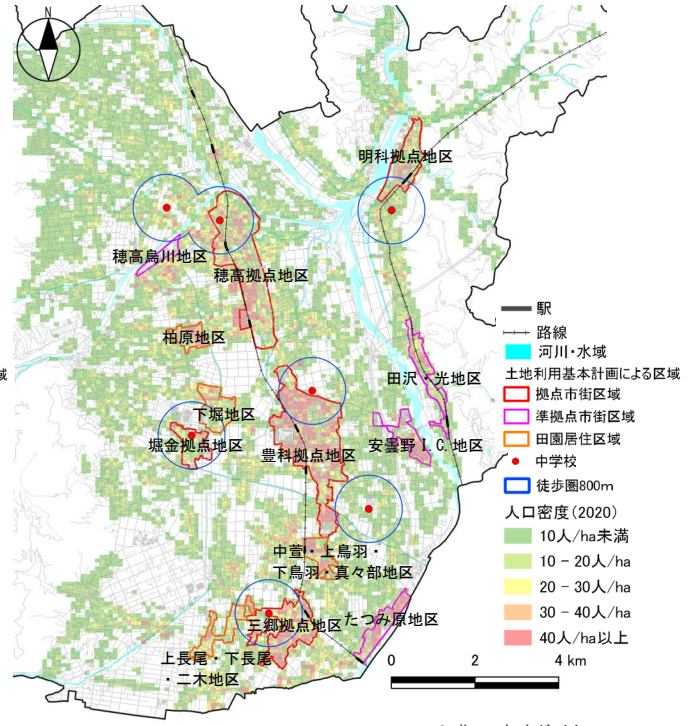 N
明科拠点地区
穂高烏川地区
穂高拠点地区
柏原地区
田沢・光地区
下堀地区
堀金拠点地区
豊科拠点地区
安曇野 I.C.地区
中萱・上鳥羽・
下鳥羽・真々部地区
三郷拠点地区
たつみ原地区
上長尾・下長尾
・二木地区
域
駅
路線
河川・水域
土地利用基本計画による区域
拠点市街区域
準拠点市街区域
田園居住区域
中学校
徒歩圏800m
人口密度(2020)
10人/ha未満
10 - 20人/ha
20 - 30人/ha
30 - 40人/ha
40人/ha以上
0 2 4 km